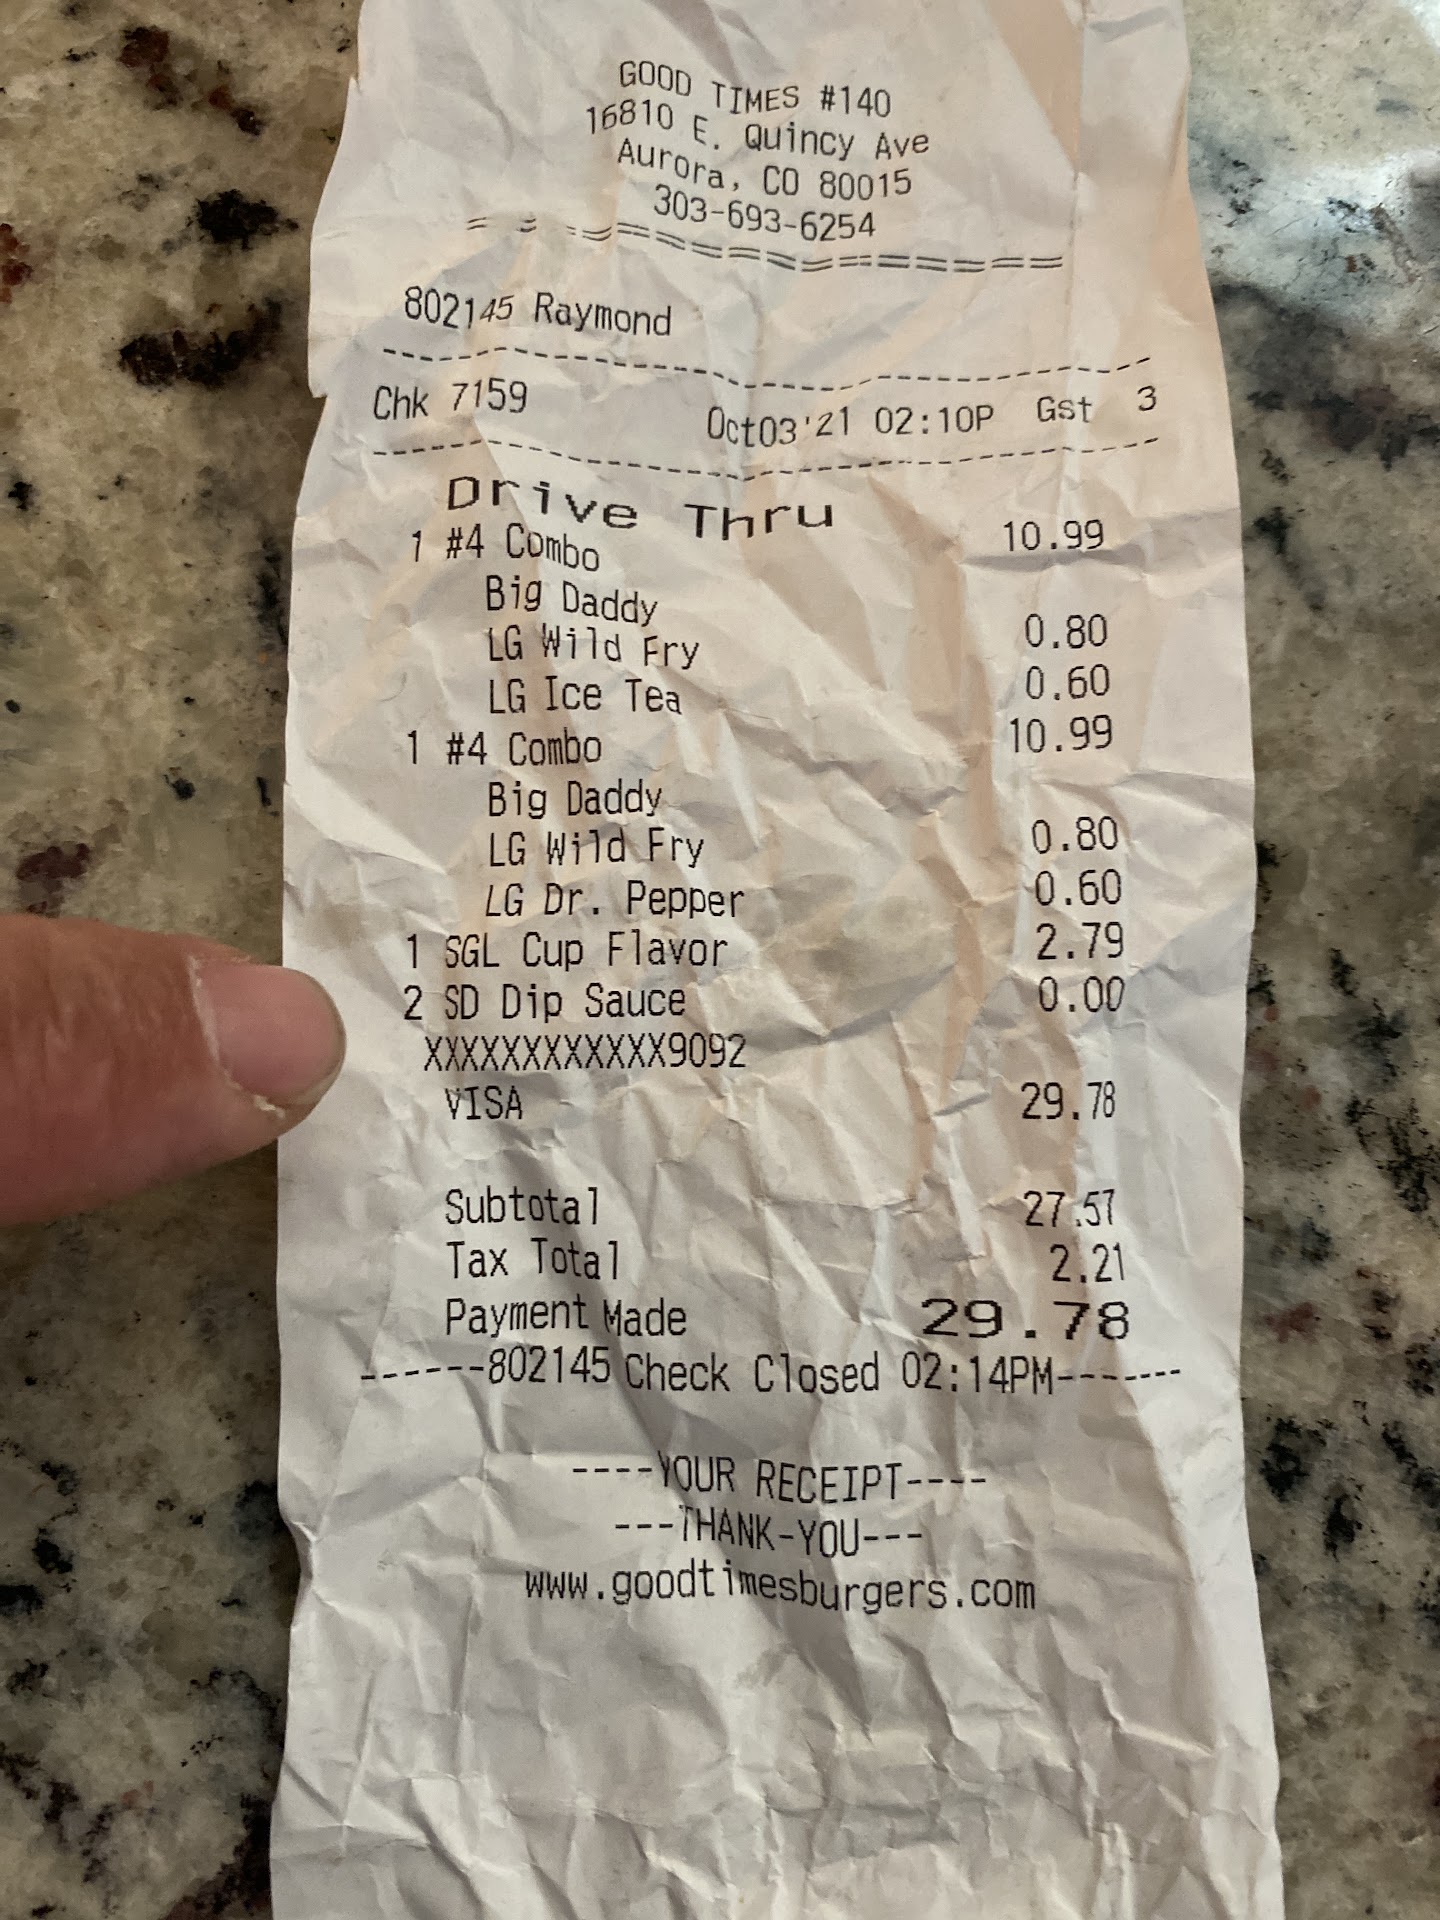 GOOD TIMES #140
16810 E. Quincy Ave
Aurora, CO 80015
303-693-6254
================
802145 Raymond
Chk 7159 Oct03'21 02:10P Gst 3
Drive Thru
1 #4 Combo 10.99
Big Daddy
LG Wild Fry 0.80
LG Ice Tea 0.60
1 #4 Combo 10.99
Big Daddy
LG Wild Fry 0.80
LG Dr. Pepper 0.60
1 SGL Cup Flavor 2.79
2 SD Dip Sauce 0.00
XXXXXXXXXXXX9092
VISA 29.78
Subtotal 27.57
Tax Total 2.21
Payment Made 29.78
------802145 Check Closed 02:14PM-------
----YOUR RECEIPT----
---THANK-YOU---
www.goodtimesburgers.com